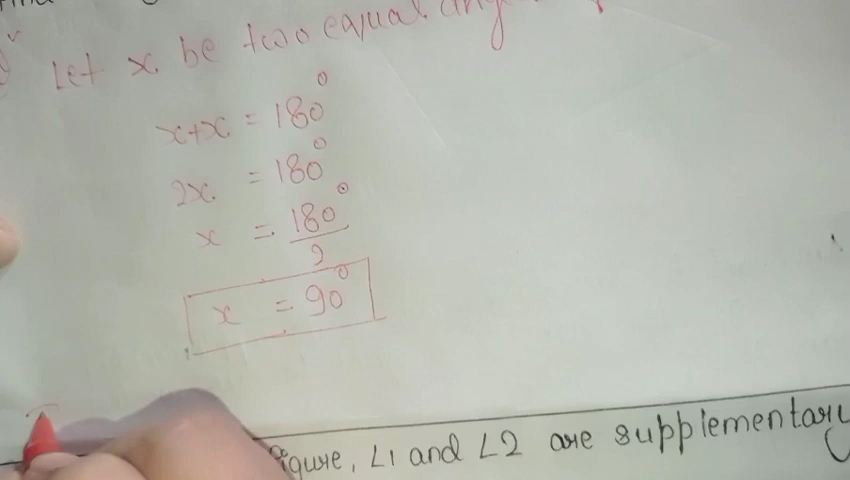 Let x be two equal
x+x = 180°
2x = 180°
x = 180°/2
x = 90°
figure, ∠1 and ∠2 are supplementary